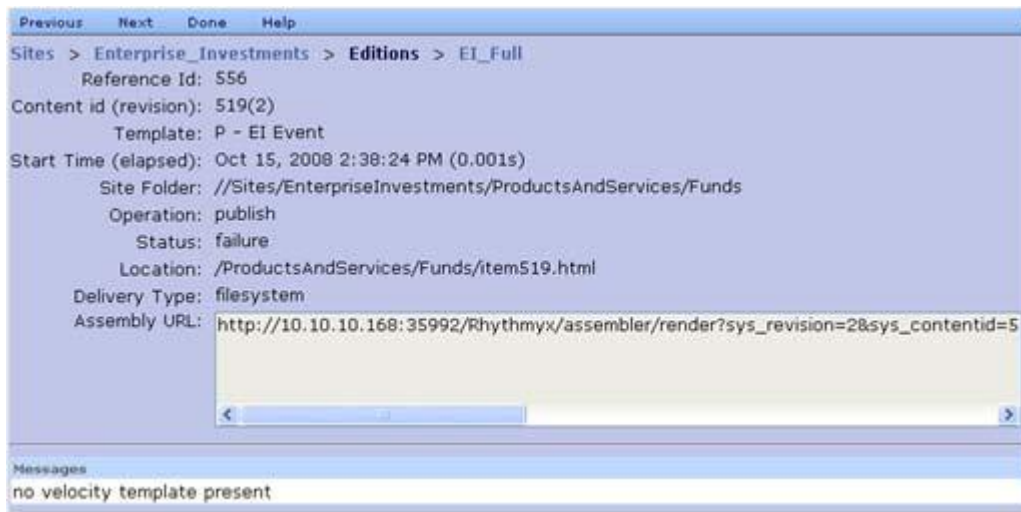 Previous Next Done Help
Sites > Enterprise_Investments > Editions > EI_Full
Reference Id: 556
Content id (revision): 519(2)
Template: P - EI Event
Start Time (elapsed): Oct 15, 2008 2:38:24 PM (0.001s)
Site Folder: //Sites/EnterpriseInvestments/ProductsAndServices/Funds
Operation: publish
Status: failure
Location: /ProductsAndServices/Funds/item519.html
Delivery Type: filesystem
Assembly URL: http://10.10.10.168:35992/Rhythmyx/assembler/render?sys_revision=2&sys_contentid=5
Messages
no velocity template present